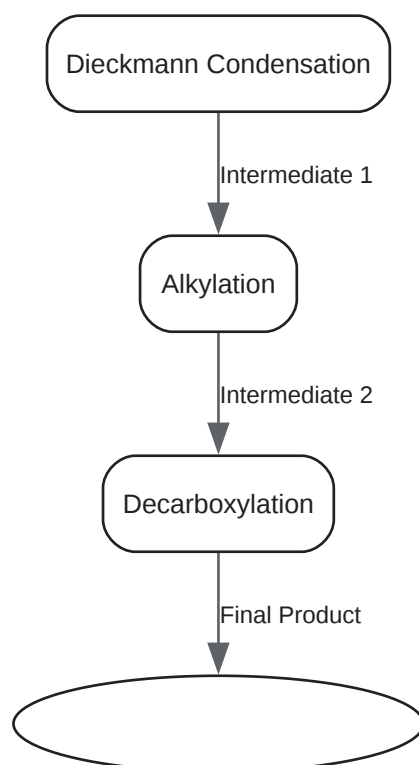 Dieckmann Condensation
Intermediate 1
Alkylation
Intermediate 2
Decarboxylation
Final Product